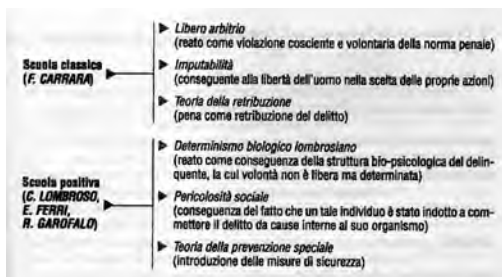 Scuola classica
(F. CARRARA)
► Libero arbitrio
(reato come violazione cosciente e volontaria della norma penale)
► Imputabilità
(conseguente alla libertà dell'uomo nella scelta delle proprie azioni)
► Teoria della retribuzione
(pena come retribuzione del delitto)
Scuola positiva
(C. LOMBROSO,
E. FERRI,
R. GAROFALO)
► Determinismo biologico lombrosiano
(reato come conseguenza della struttura bio-psicologica del delin-
quente, la cui volontà non è libera ma determinata)
► Pericolosità sociale
(conseguenza del fatto che un tale individuo è stato indotto a com-
mettere il delitto da cause interne al suo organismo)
► Teoria della prevenzione speciale
(introduzione delle misure di sicurezza)